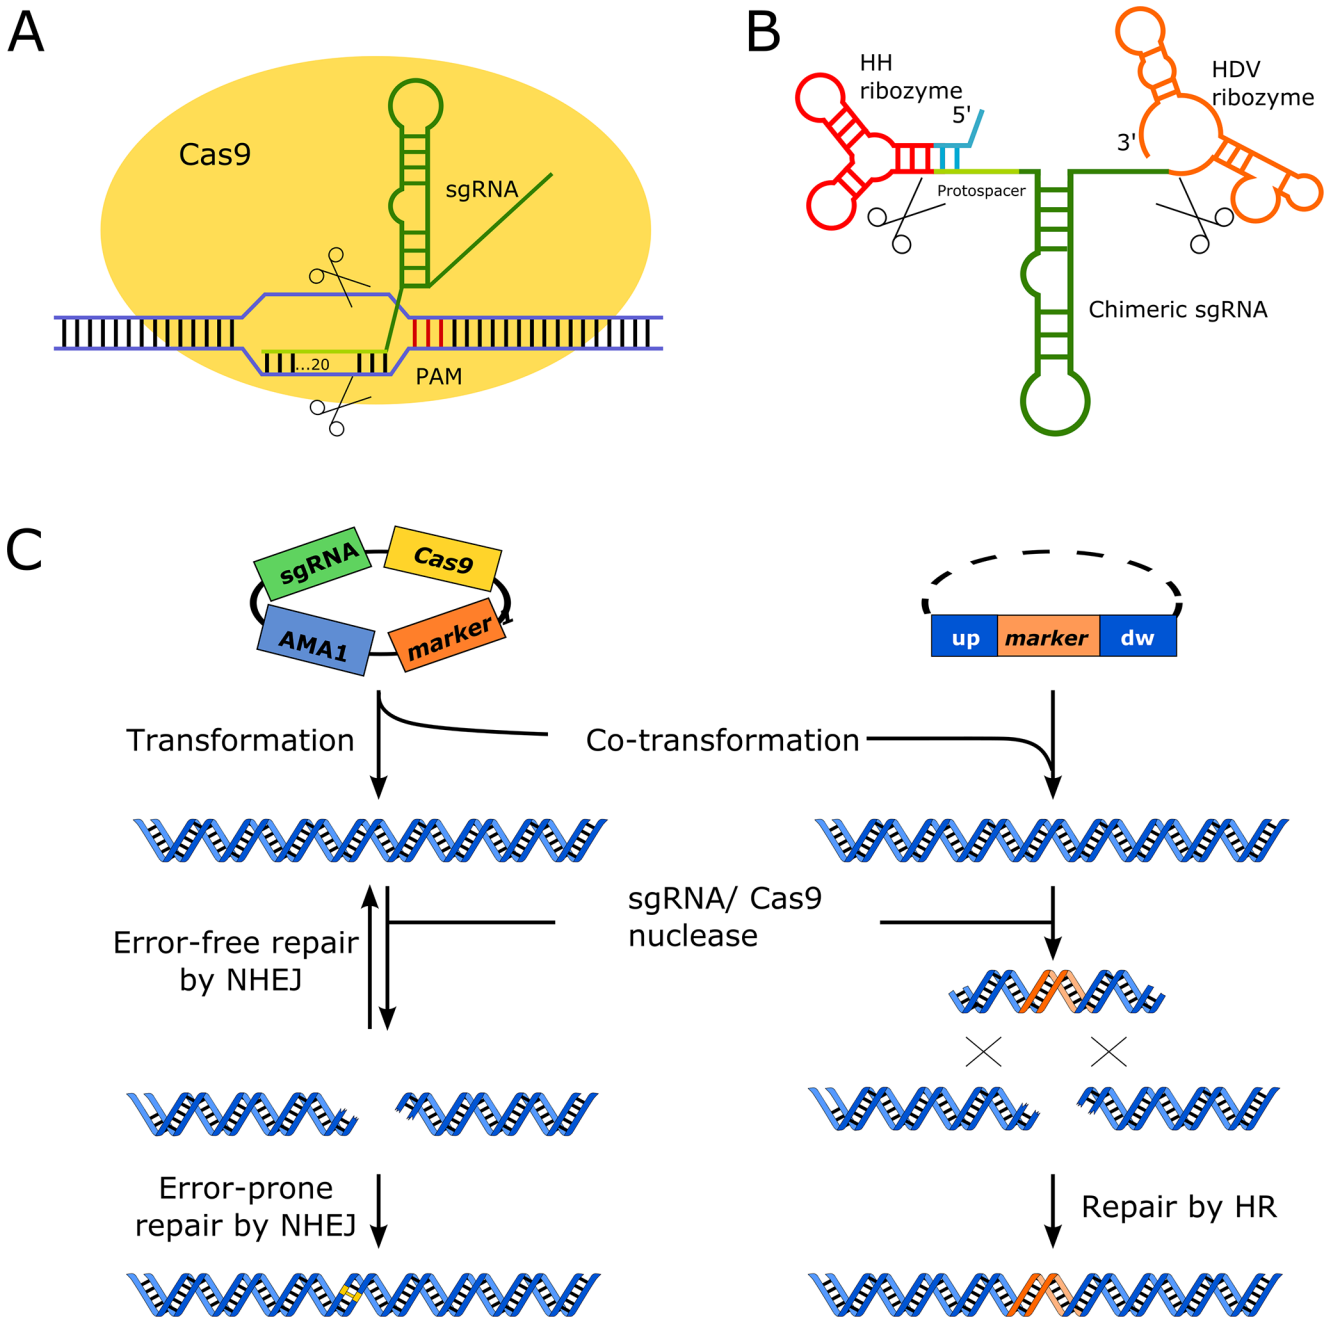 A
Cas9
sgRNA
...20
PAM
B
HH
ribozyme
5'
HDV
ribozyme
3'
Protospacer
Chimeric sgRNA
C
sgRNA
Cas9
AMA1
marker
up
marker
dw
Transformation
Co-transformation
sgRNA/ Cas9
nuclease
Error-free repair
by NHEJ
Error-prone
repair by NHEJ
Repair by HR